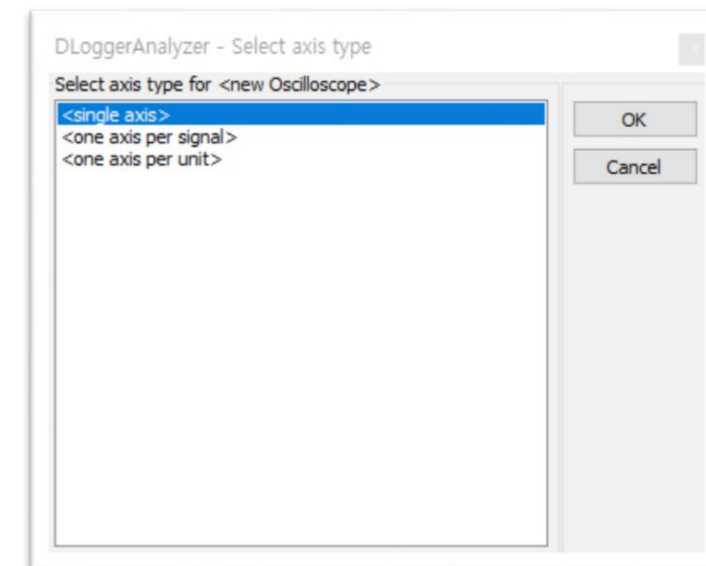 DLoggerAnalyzer - Select axis type
Select axis type for <new Oscilloscope>
<single axis>
<one axis per signal>
<one axis per unit>
OK
Cancel